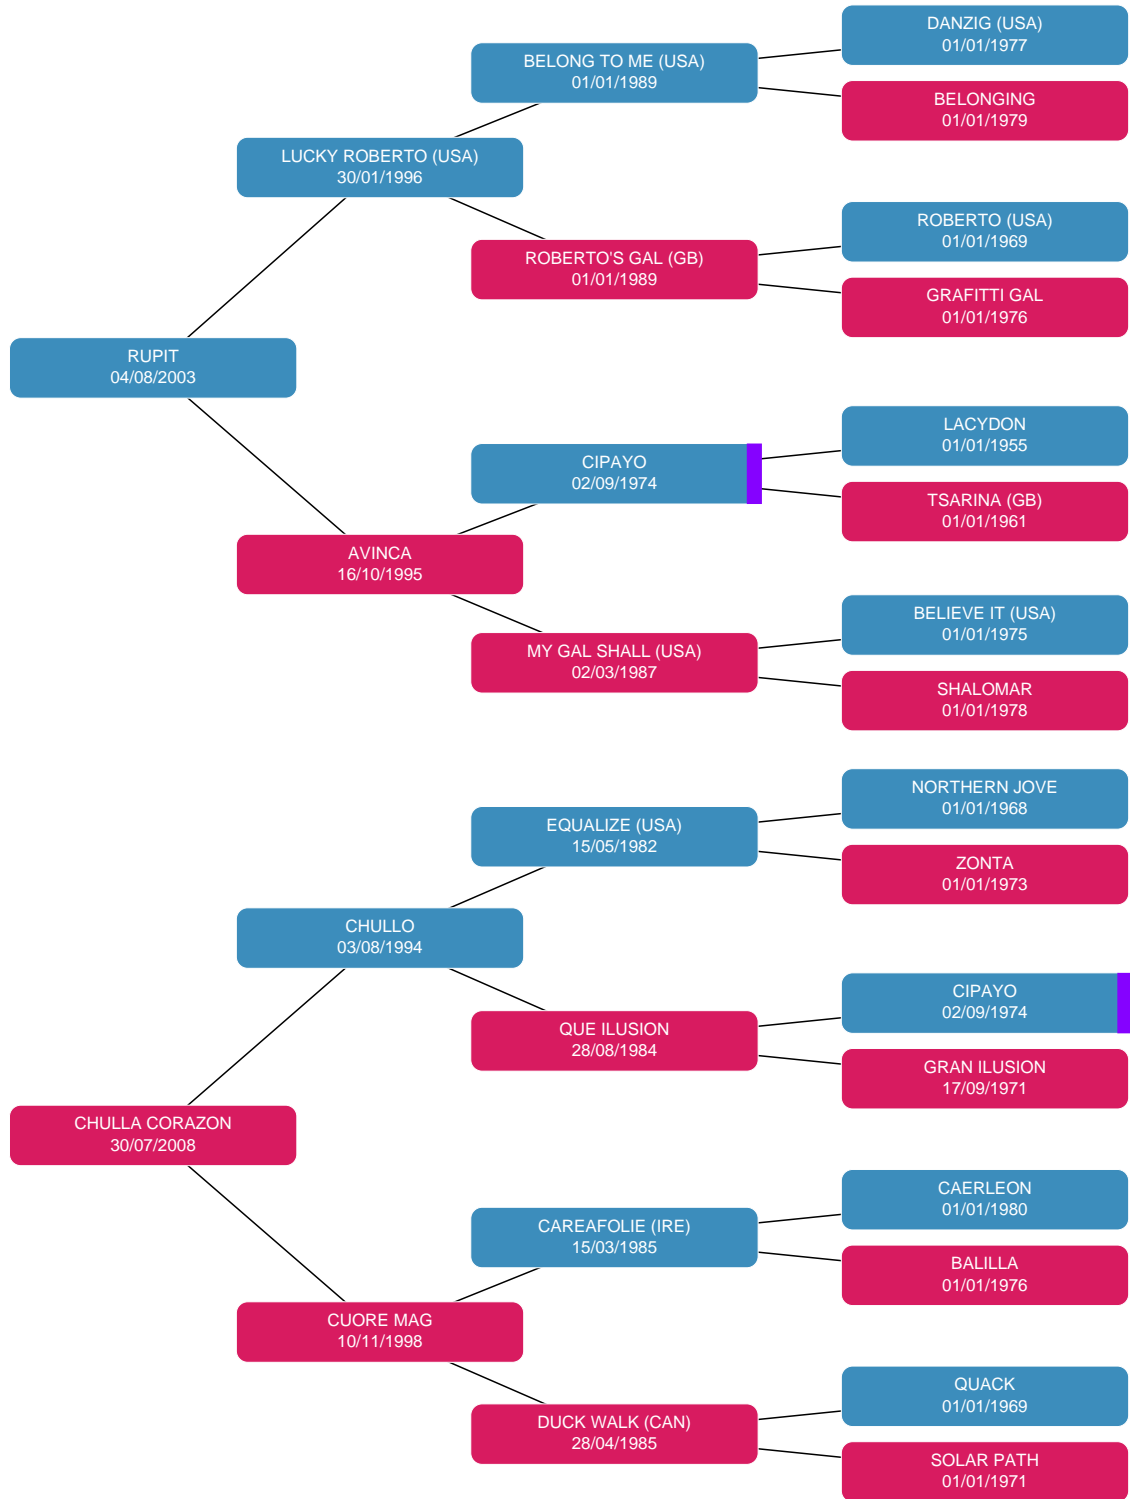 DANZIG (USA)
01/01/1977
BELONG TO ME (USA)
01/01/1989
BELONGING
01/01/1979
LUCKY ROBERTO (USA)
30/01/1996
ROBERTO (USA)
01/01/1969
ROBERTO'S GAL (GB)
01/01/1989
GRAFITTI GAL
01/01/1976
RUPIT
04/08/2003
LACYDON
01/01/1955
CIPAYO
02/09/1974
TSARINA (GB)
01/01/1961
AVINCA
16/10/1995
BELIEVE IT (USA)
01/01/1975
MY GAL SHALL (USA)
02/03/1987
SHALOMAR
01/01/1978
NORTHERN JOVE
01/01/1968
EQUALIZE (USA)
15/05/1982
ZONTA
01/01/1973
CHULLO
03/08/1994
CIPAYO
02/09/1974
QUE ILUSION
28/08/1984
GRAN ILUSION
17/09/1971
CHULLA CORAZON
30/07/2008
CAERLEON
01/01/1980
CAREAFOLIE (IRE)
15/03/1985
BALILLA
01/01/1976
CUORE MAG
10/11/1998
QUACK
01/01/1969
DUCK WALK (CAN)
28/04/1985
SOLAR PATH
01/01/1971